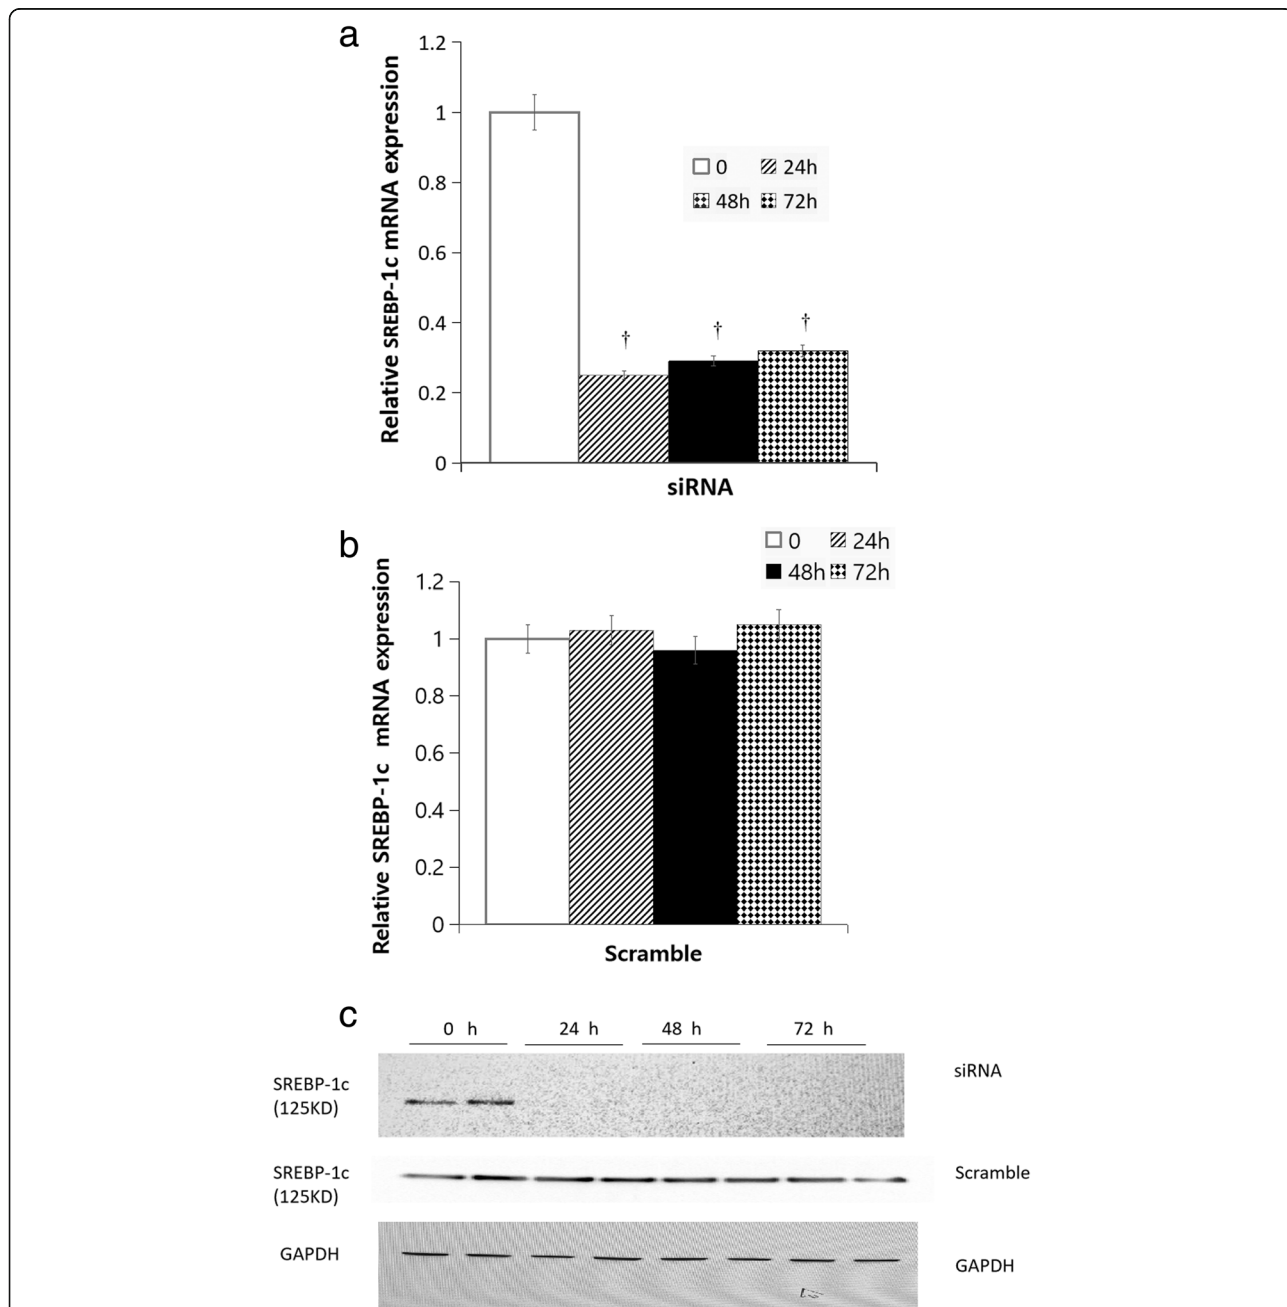 a
Relative SREBP-1c mRNA expression
1.2
1
0.8
0.6
0.4
0.2
0
0 24h
48h 72h
† † †
siRNA
b
Relative SREBP-1c mRNA expression
0 24h
48h 72h
1.2
1
0.8
0.6
0.4
0.2
0
Scramble
c
0 h 24 h 48 h 72 h
SREBP-1c
(125KD)
siRNA
SREBP-1c
(125KD)
Scramble
GAPDH
GAPDH